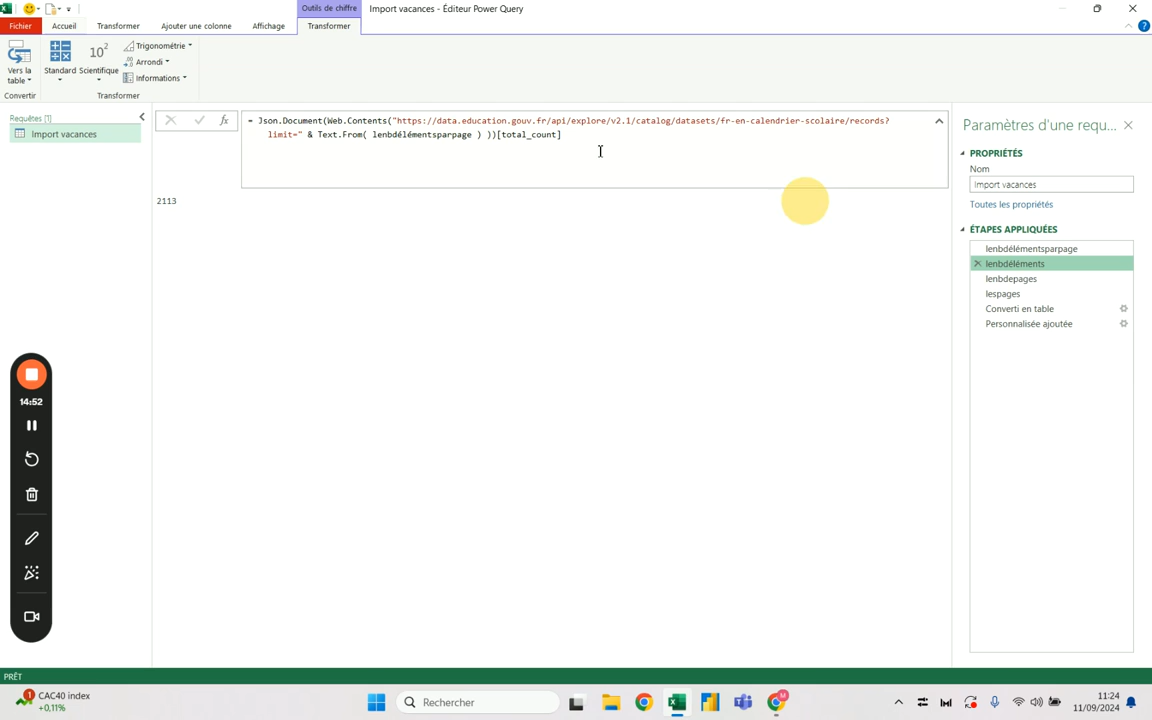 Outils de chiffre
Import vacances - Éditeur Power Query
Fichier
Accueil
Transformer
Ajouter une colonne
Affichage
Transformer
Vers la table
Standard
Scientifique
10²
Trigonométrie
Arrondi
Informations
Convertir
Transformer
Requêtes [1]
Import vacances
fx
= Json.Document(Web.Contents("https://data.education.gouv.fr/api/explore/v2.1/catalog/datasets/fr-en-calendrier-scolaire/records?
limit=" & Text.From( lenbdélémentsparpage ) ))[total_count]
2113
Paramètres d'une requ...
PROPRIÉTÉS
Nom
Import vacances
Toutes les propriétés
ÉTAPES APPLIQUÉES
lenbdélémentsparpage
lenbdéléments
lenbdepages
lespages
Converti en table
Personnalisée ajoutée
14:52
PRÊT
1
CAC40 index
+0,11%
Rechercher
M
11:24
11/09/2024